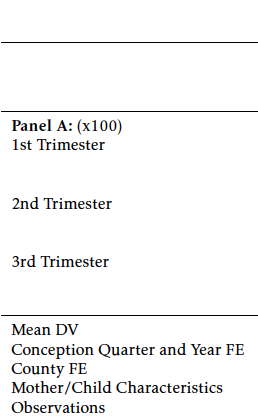 Panel A: (x100)
1st Trimester
2nd Trimester
3rd Trimester
Mean DV
Conception Quarter and Year FE
County FE
Mother/Child Characteristics
Observations